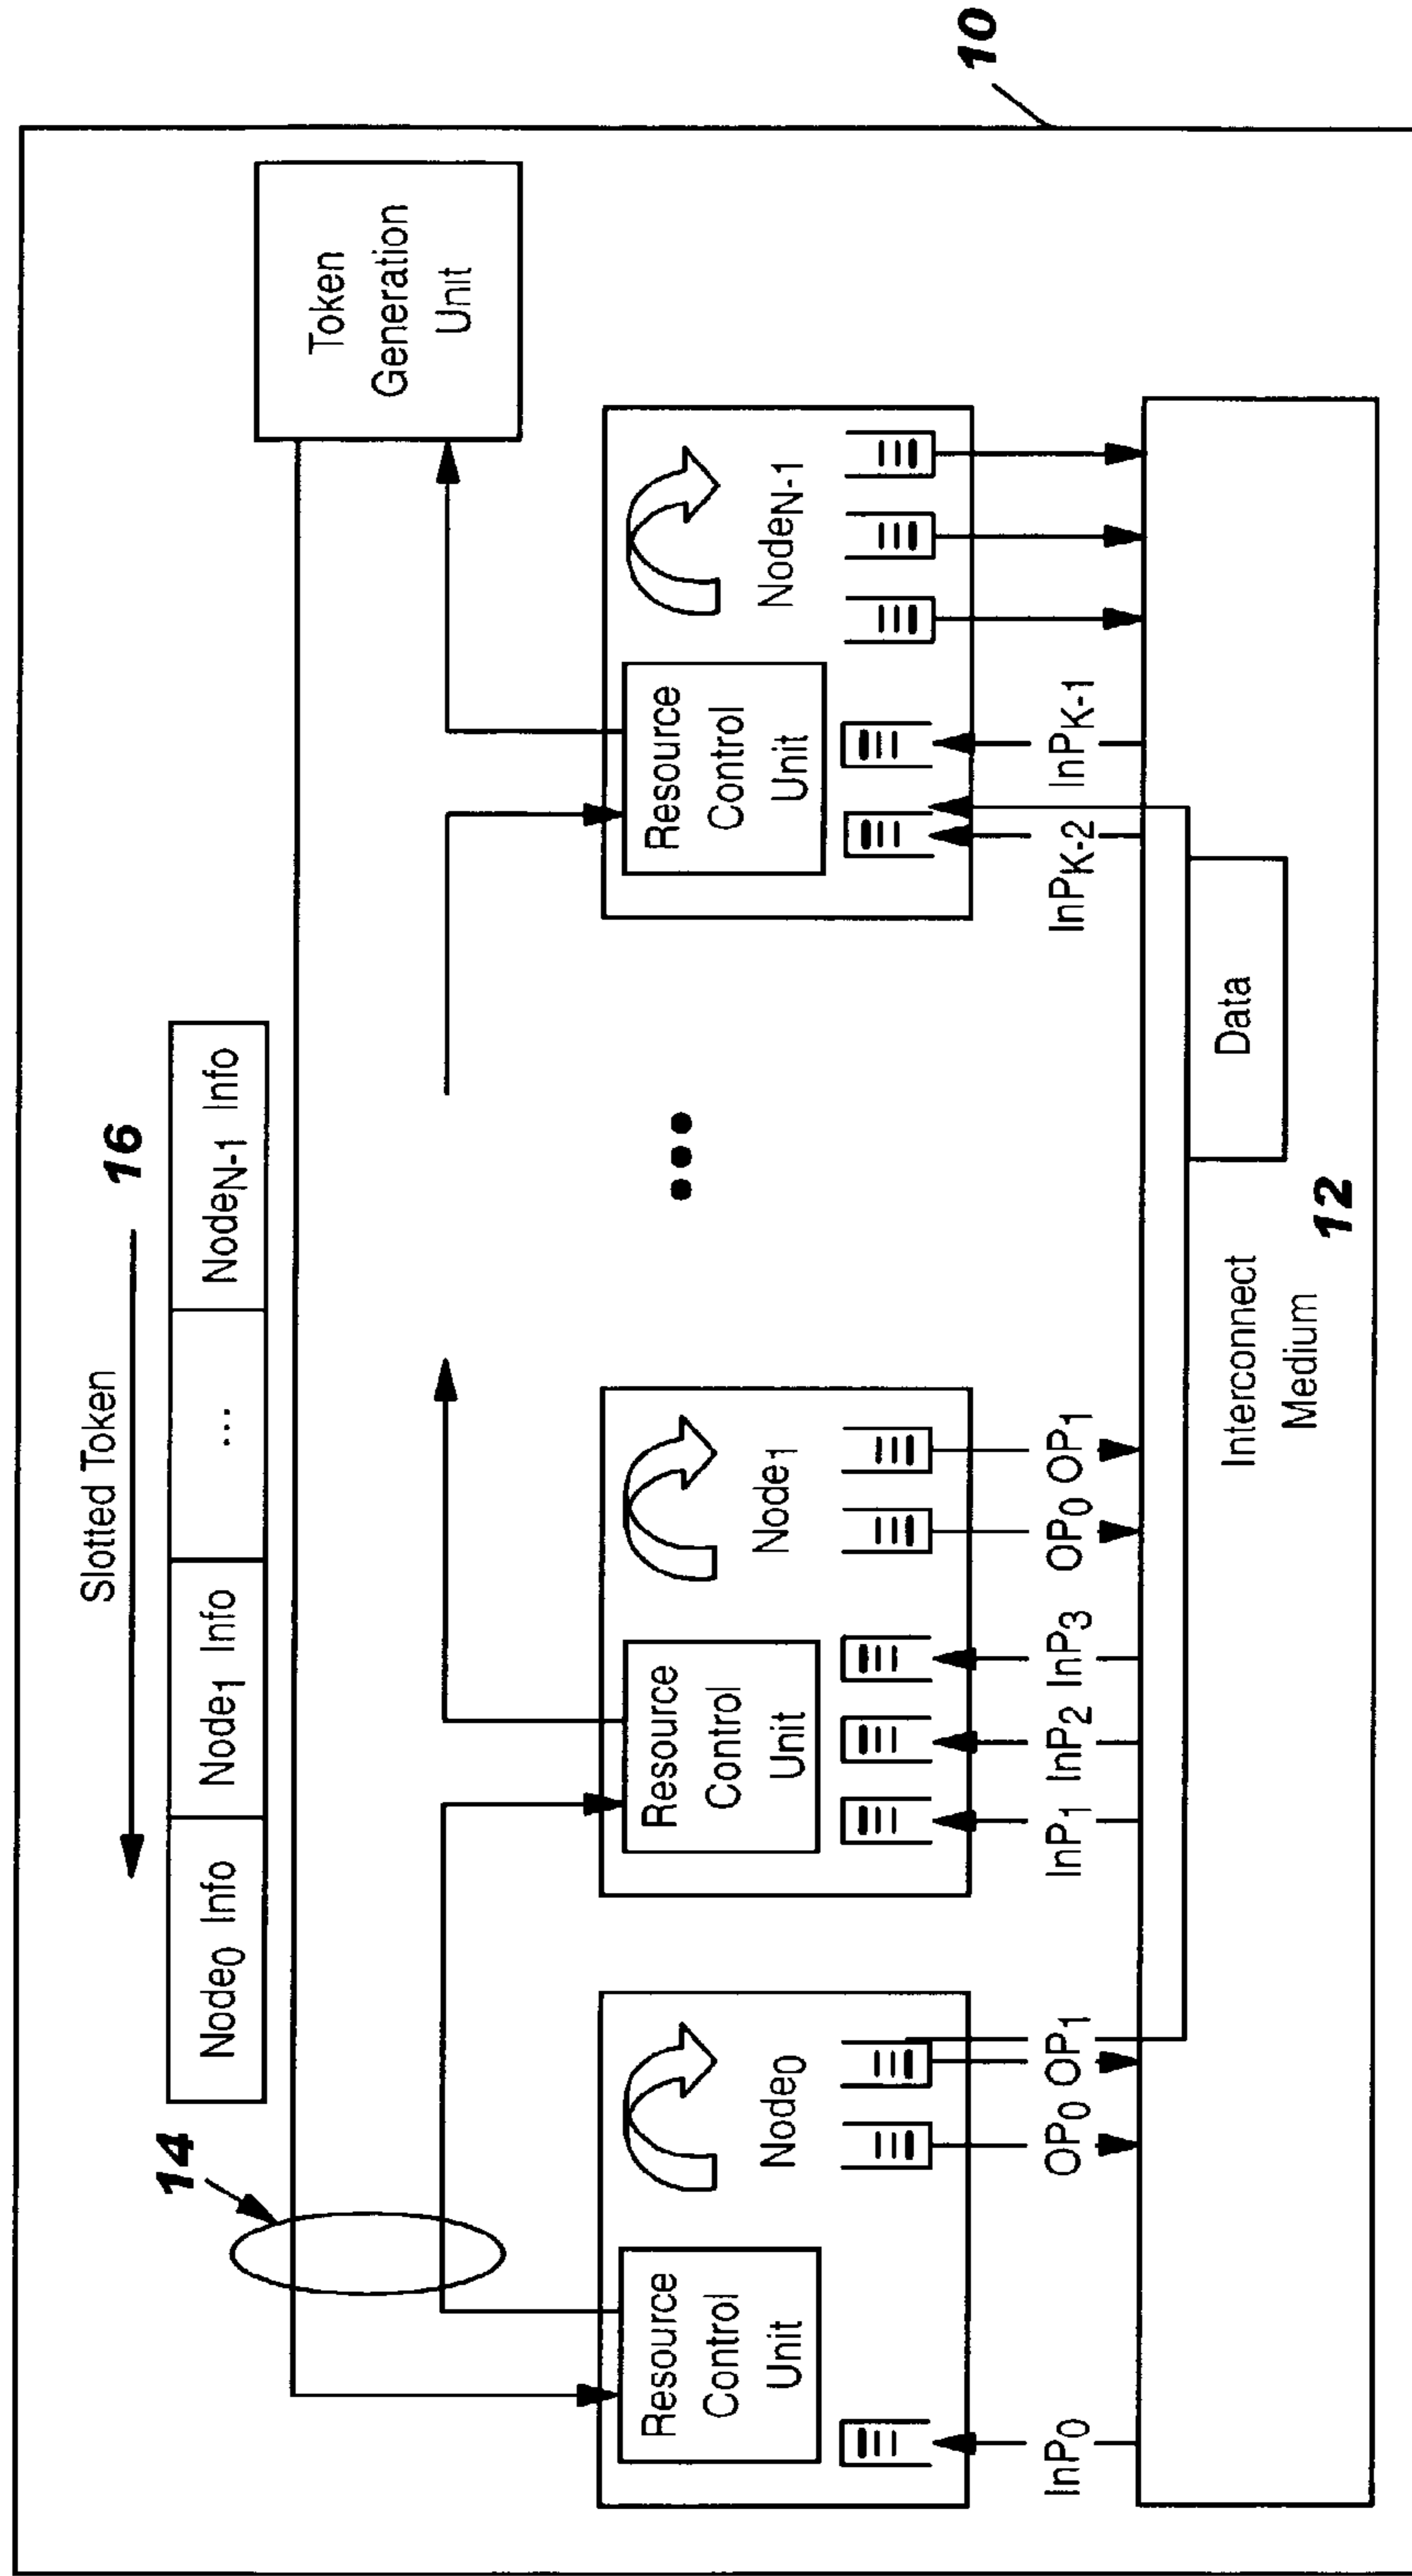 10
Slotted Token
16
Node0 Info
Node1 Info
...
NodeN-1 Info
14
Token
Generation
Unit
Resource
Control
Unit
Node0
Resource
Control
Unit
Node1
Resource
Control
Unit
NodeN-1
InP0
OP0
OP1
InP1
InP2
InP3
OP0
OP1
InPK-2
InPK-1
Data
Interconnect
Medium
12